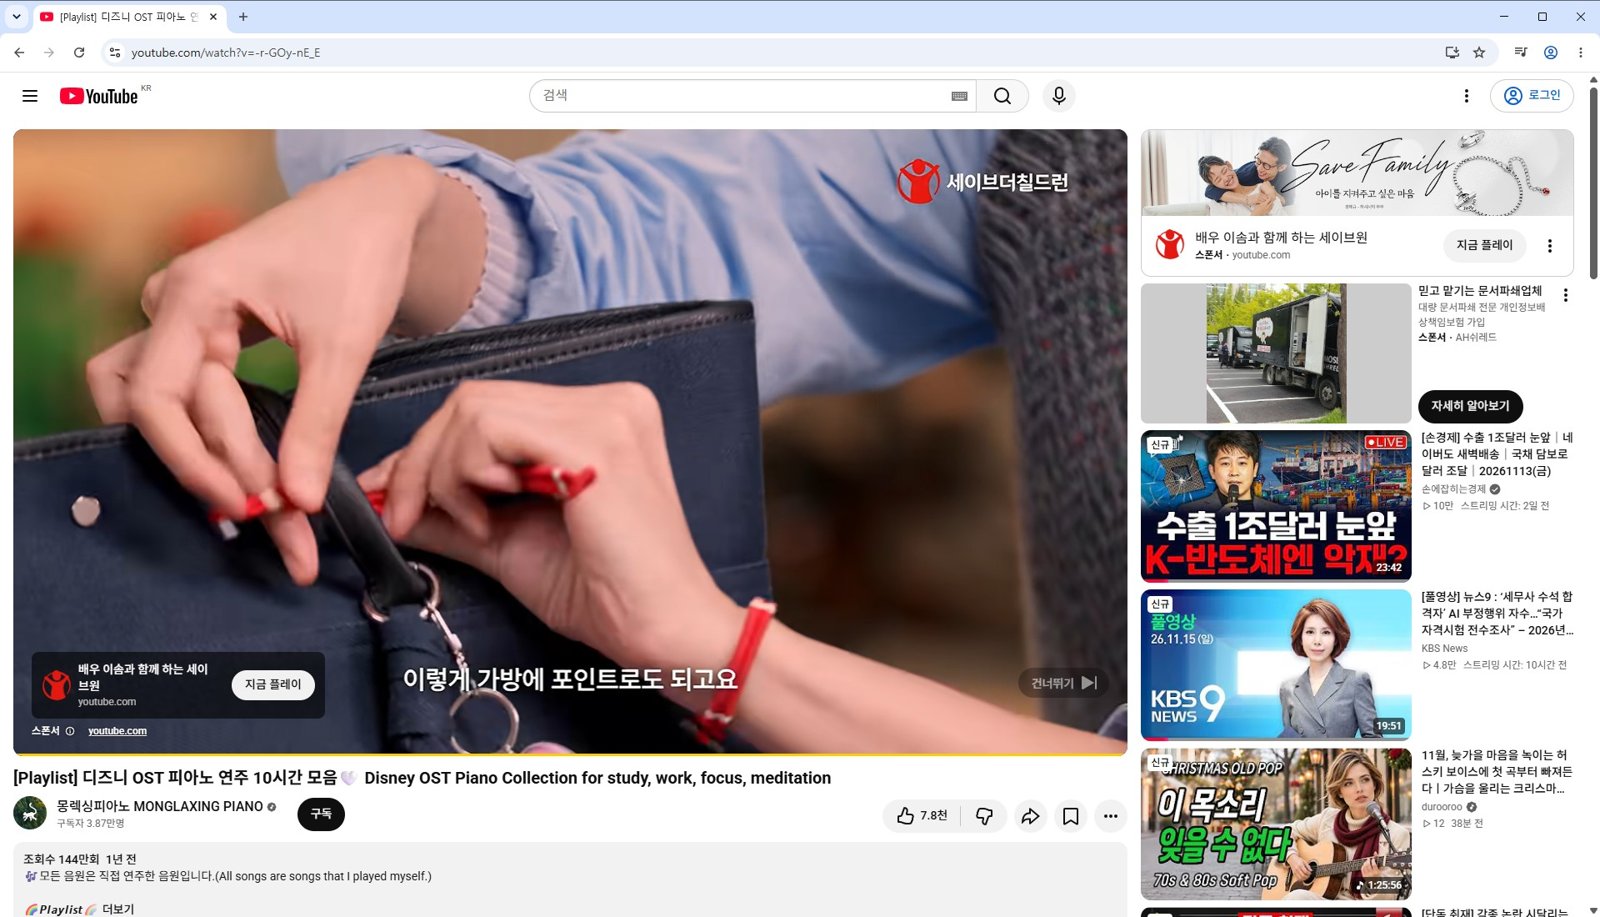 [Playlist] 디즈니 OST 피아노 연
youtube.com/watch?v=-r-GOy-nE_E
YouTube KR
검색
로그인
세이브더칠드런
배우 이솜과 함께 하는 세이
브원
youtube.com
지금 플레이
이렇게 가방에 포인트로도 되고요
건너뛰기
스폰서
youtube.com
[Playlist] 디즈니 OST 피아노 연주 10시간 모음🤍 Disney OST Piano Collection for study, work, focus, meditation
몽렉싱피아노 MONGLAXING PIANO
구독자 3.87만명
구독
7.8천
조회수 144만회 1년 전
🎶모든 음원은 직접 연주한 음원입니다.(All songs are songs that I played myself.)
🌈Playlist🌈 더보기
Save Family
아이를 지켜주고 싶은 마음
배우 이솜과 함께 하는 세이브원
스폰서 · youtube.com
지금 플레이
믿고 맡기는 문서파쇄업체
대량 문서파쇄 전문 개인정보배
상책임보험 가입
스폰서 · AH쉬레드
자세히 알아보기
신규
LIVE
수출 1조달러 눈앞
K-반도체엔 악재?
23:42
[손경제] 수출 1조달러 눈앞ㅣ네
이버도 새벽배송ㅣ국채 담보로
달러 조달ㅣ20261113(금)
손에잡히는경제
10만 스트리밍 시간: 2일 전
신규
풀영상
26.11.15 (일)
KBS
NEWS 9
19:51
[풀영상] 뉴스9 : ‘세무사 수석 합
격자’ AI 부정행위 자수…“국가
자격시험 전수조사” – 2026년...
KBS News
4.8만 스트리밍 시간: 10시간 전
신규
CHRISTMAS OLD POP
이 목소리
잊을 수 없다
70s & 80s Soft Pop
1:25:56
11월, 늦가을 마음을 녹이는 허
스키 보이스에 첫 곡부터 빠져든
다ㅣ가슴을 울리는 크리스마...
durooroo
12 38분 전